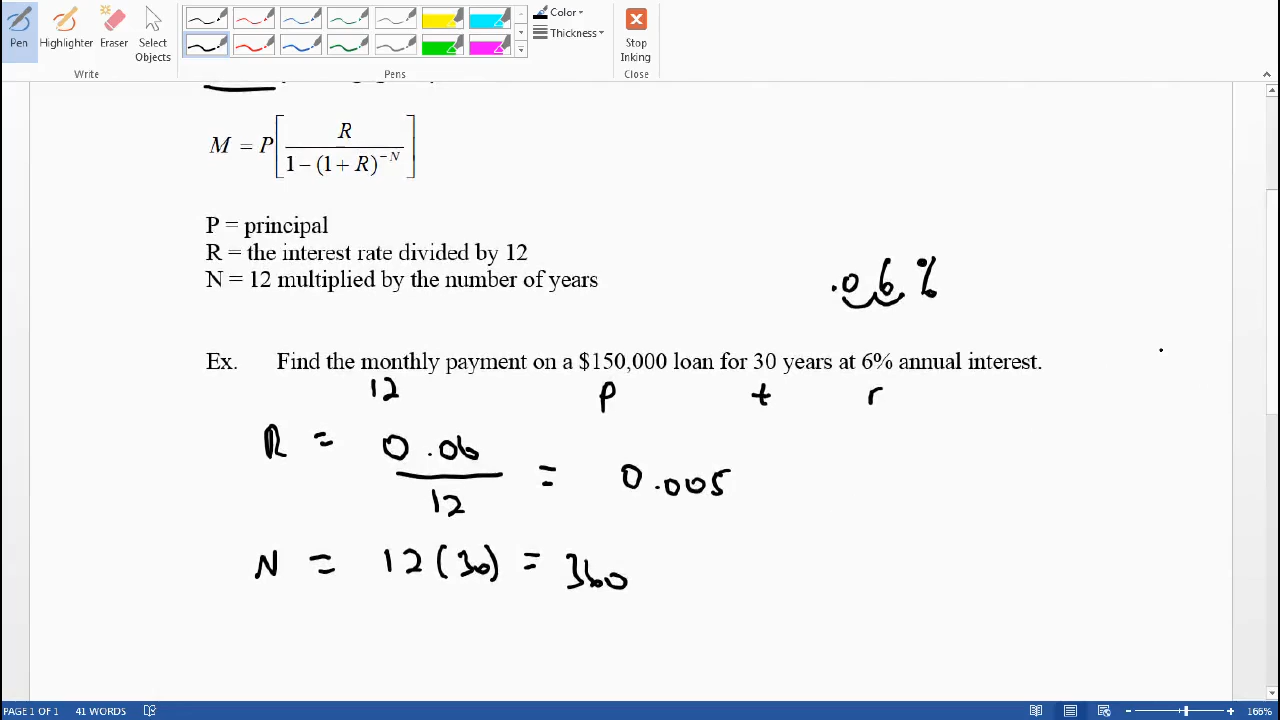 Pen
Highlighter
Eraser
Select Objects
Write
Pens
Color
Thickness
Stop Inking
Close
M = P[ R / 1 − (1 + R)^−N ]
P = principal
R = the interest rate divided by 12
N = 12 multiplied by the number of years
.06%
Ex. Find the monthly payment on a $150,000 loan for 30 years at 6% annual interest.
12 P t r
R = 0.06 / 12 = 0.005
N = 12(30) = 360
PAGE 1 OF 1 41 WORDS 166%